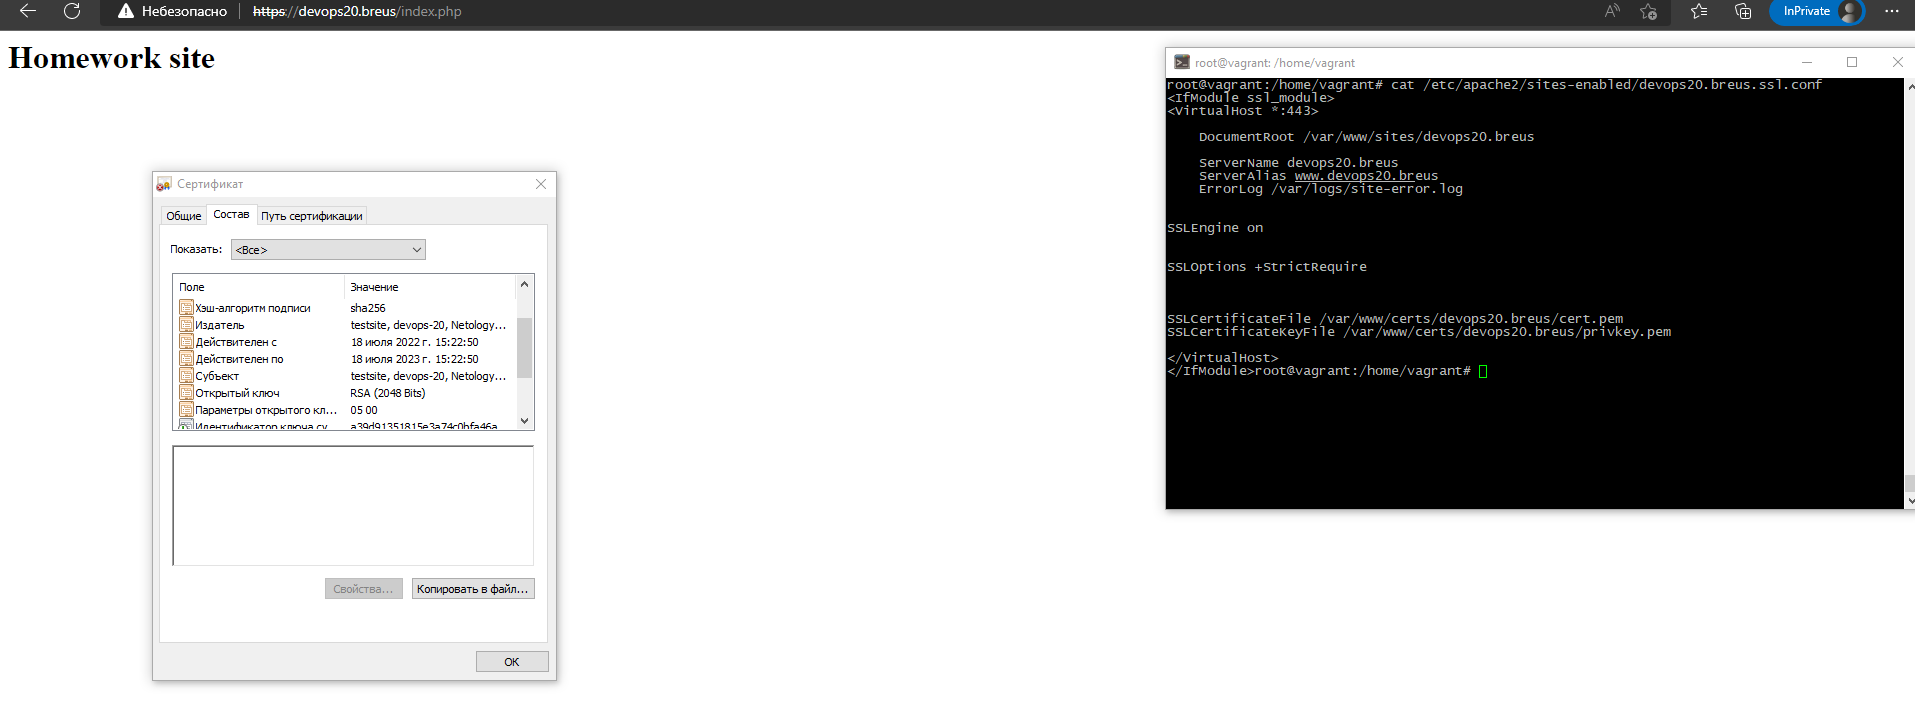 Небезопасно https://devops20.breus/index.php InPrivate
Homework site
Сертификат
Общие Состав Путь сертификации
Показать: <Все>
Поле Значение
Хэш-алгоритм подписи sha256
Издатель testsite, devops-20, Netology...
Действителен с 18 июля 2022 г. 15:22:50
Действителен по 18 июля 2023 г. 15:22:50
Субъект testsite, devops-20, Netology...
Открытый ключ RSA (2048 Bits)
Параметры открытого кл... 05 00
Идентификатор ключа су a39d91351815e3a74c0bfa46a
Свойства... Копировать в файл...
ОК
root@vagrant: /home/vagrant
root@vagrant:/home/vagrant# cat /etc/apache2/sites-enabled/devops20.breus.ssl.conf
<IfModule ssl_module>
<VirtualHost *:443>
DocumentRoot /var/www/sites/devops20.breus
ServerName devops20.breus
ServerAlias www.devops20.breus
ErrorLog /var/logs/site-error.log
SSLEngine on
SSLOptions +StrictRequire
SSLCertificateFile /var/www/certs/devops20.breus/cert.pem
SSLCertificateKeyFile /var/www/certs/devops20.breus/privkey.pem
</VirtualHost>
</IfModule>root@vagrant:/home/vagrant#